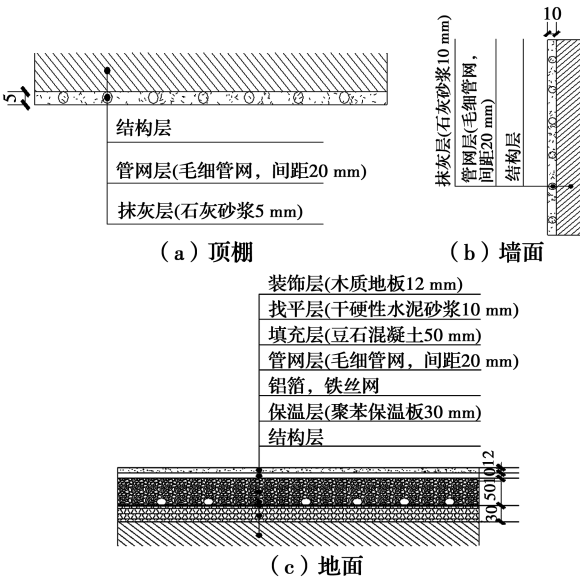 5
结构层
管网层(毛细管网，间距20 mm)
抹灰层(石灰砂浆5 mm)
（a）顶棚
10
抹灰层(石灰砂浆10 mm)
管网层(毛细管网，
间距20 mm)
结构层
（b）墙面
装饰层(木质地板12 mm)
找平层(干硬性水泥砂浆10 mm)
填充层(豆石混凝土50 mm)
管网层(毛细管网，间距20 mm)
铝箔，铁丝网
保温层(聚苯保温板30 mm)
结构层
12
10
50
30
（c）地面